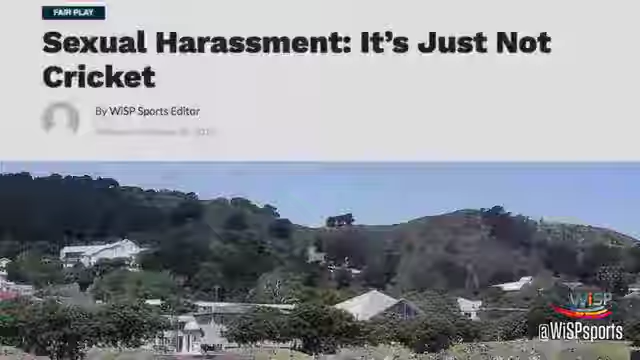 FAIR PLAY
Sexual Harassment: It's Just Not
Cricket
By WiSP Sports Editor
WiSP
@WiSPsports